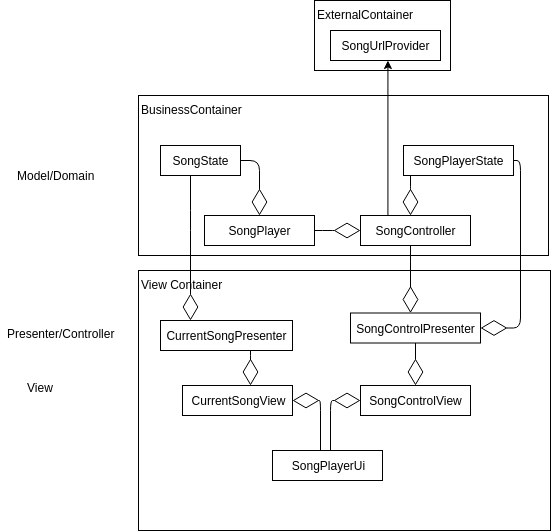 ExternalContainer
SongUrlProvider
BusinessContainer
SongState
SongPlayerState
Model/Domain
SongPlayer
SongController
View Container
Presenter/Controller
CurrentSongPresenter
SongControlPresenter
View
CurrentSongView
SongControlView
SongPlayerUi